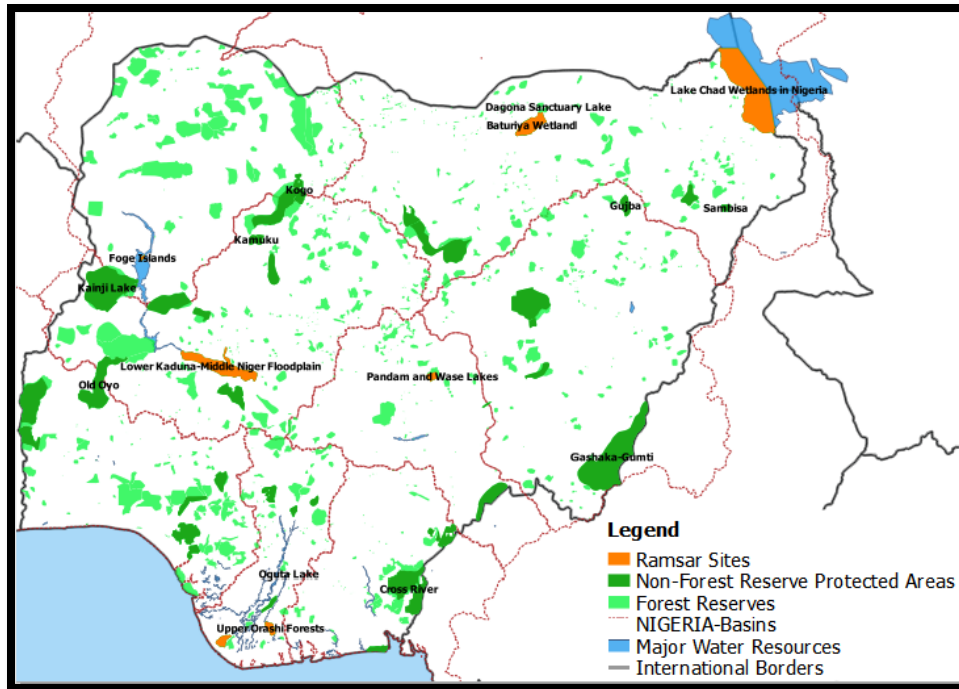 Lake Chad Wetlands in Nigeria
Dagona Sanctuary Lake
Baturiya Wetland
Kogo
Gujba
Sambisa
Kamuku
Foge Islands
Kainji Lake
Lower Kaduna-Middle Niger Floodplain
Pandam and Wase Lakes
Old Oyo
Gashaka-Gumti
Oguta Lake
Cross River
Upper Orashi Forests
Legend
Ramsar Sites
Non-Forest Reserve Protected Areas
Forest Reserves
NIGERIA-Basins
Major Water Resources
International Borders